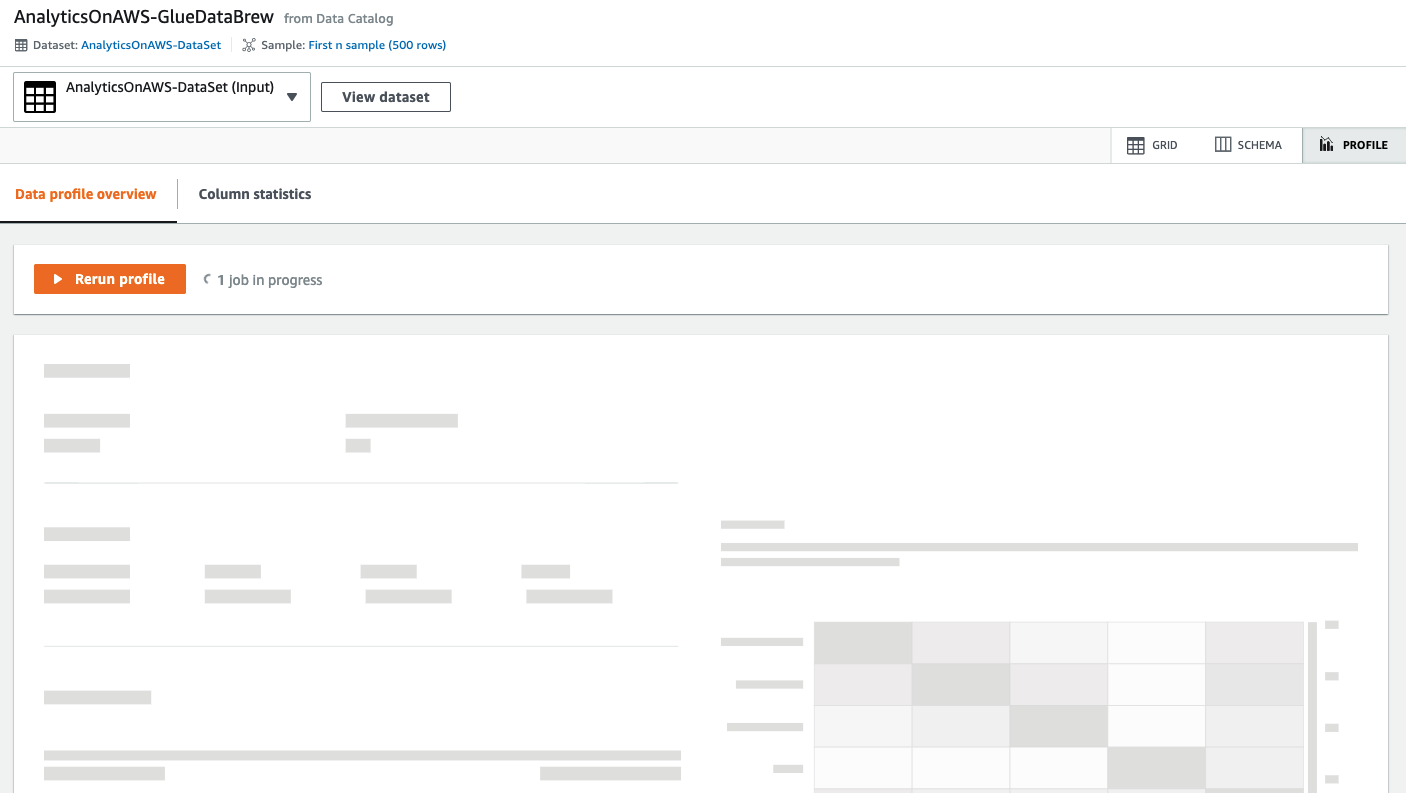 AnalyticsOnAWS-GlueDataBrew from Data Catalog
Dataset: AnalyticsOnAWS-DataSet Sample: First n sample (500 rows)
AnalyticsOnAWS-DataSet (Input)
View dataset
GRID SCHEMA PROFILE
Data profile overview Column statistics
Rerun profile 1 job in progress